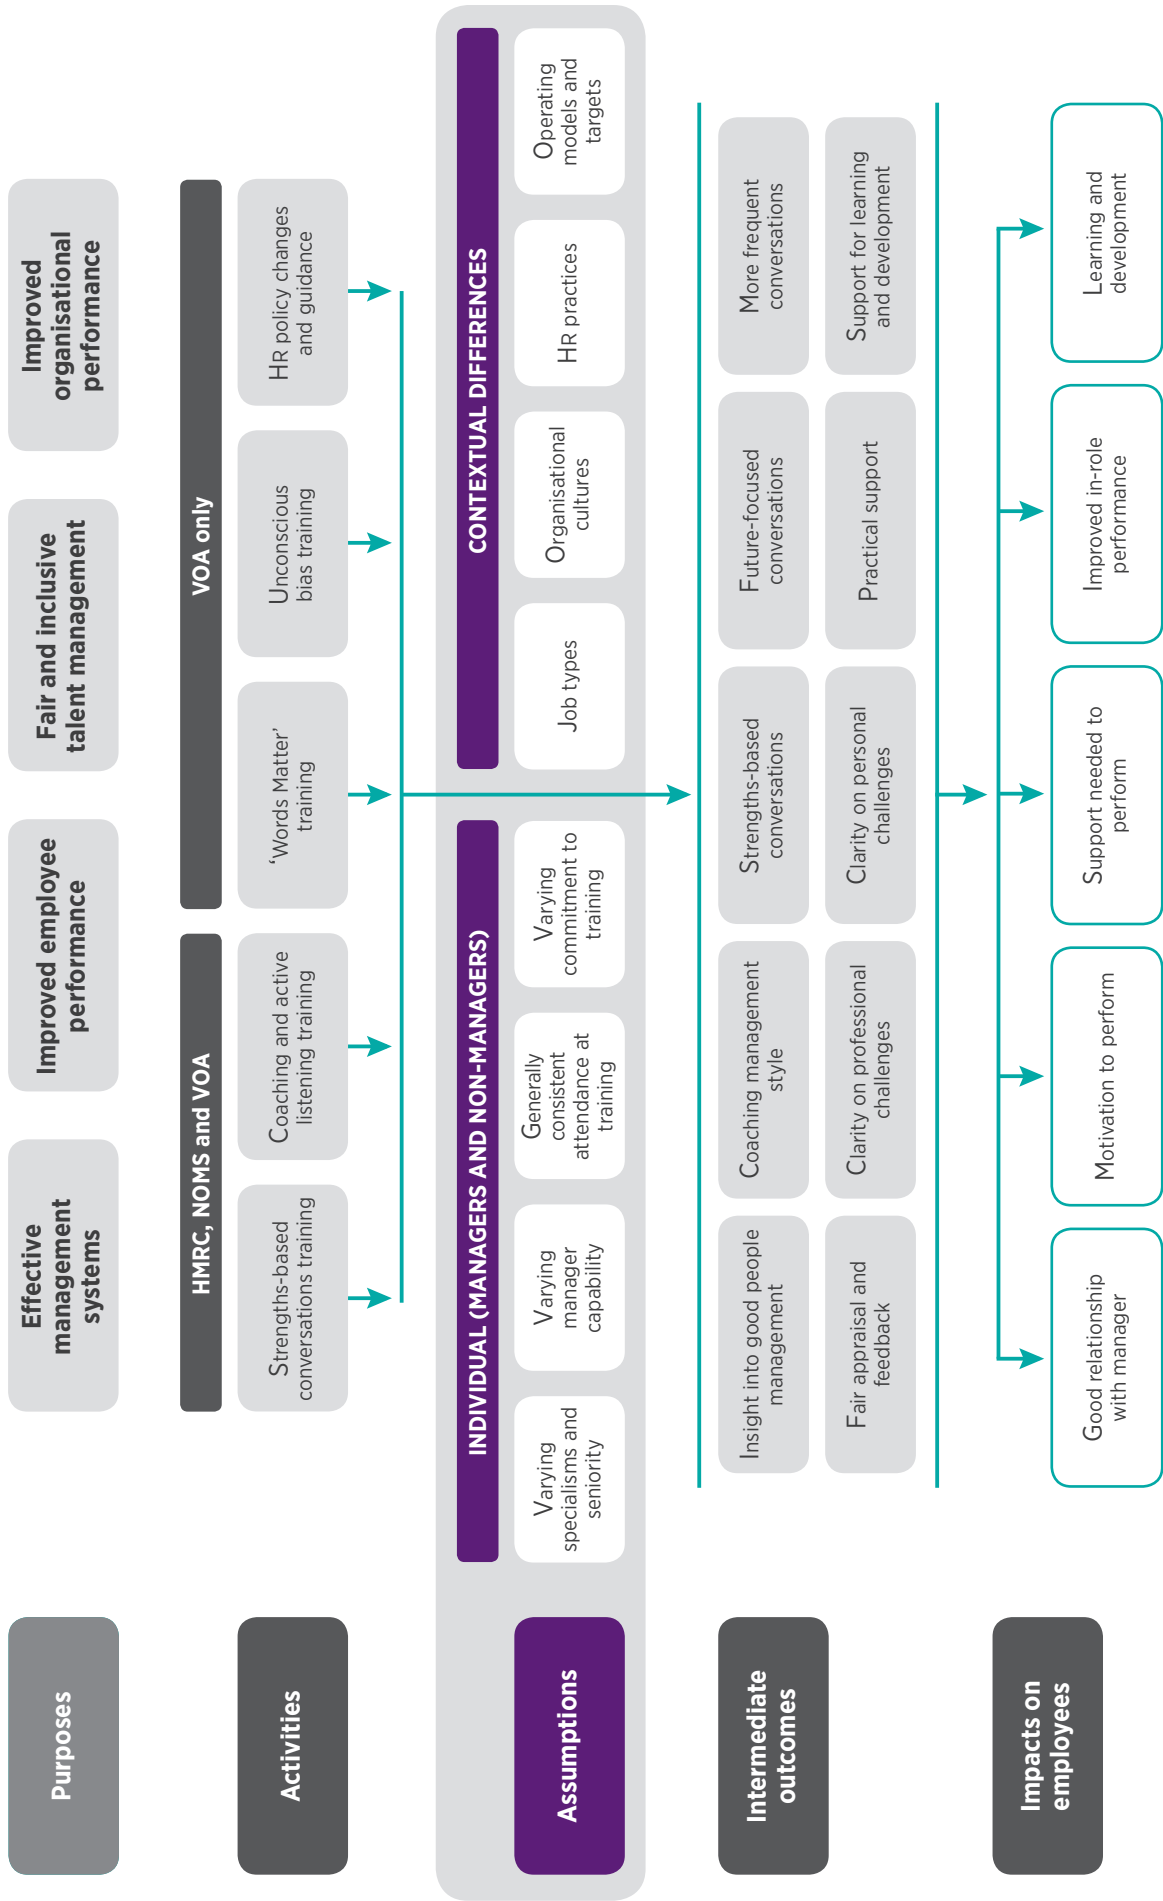 Purposes
Effective
management
systems
Improved employee
performance
Fair and inclusive
talent management
Improved
organisational
performance
Activities
HMRC, NOMS and VOA
VOA only
Strengths-based
conversations training
Coaching and active
listening training
‘Words Matter’
training
Unconscious
bias training
HR policy changes
and guidance
Assumptions
INDIVIDUAL (MANAGERS AND NON-MANAGERS)
CONTEXTUAL DIFFERENCES
Varying
specialisms and
seniority
Varying
manager
capability
Generally
consistent
attendance at
training
Varying
commitment to
training
Job types
Organisational
cultures
HR practices
Operating
models and
targets
Intermediate
outcomes
Insight into good people
management
Coaching management
style
Strengths-based
conversations
Future-focused
conversations
More frequent
conversations
Fair appraisal and
feedback
Clarity on professional
challenges
Clarity on personal
challenges
Practical support
Support for learning
and development
Impacts on
employees
Good relationship
with manager
Motivation to perform
Support needed to
perform
Improved in-role
performance
Learning and
development